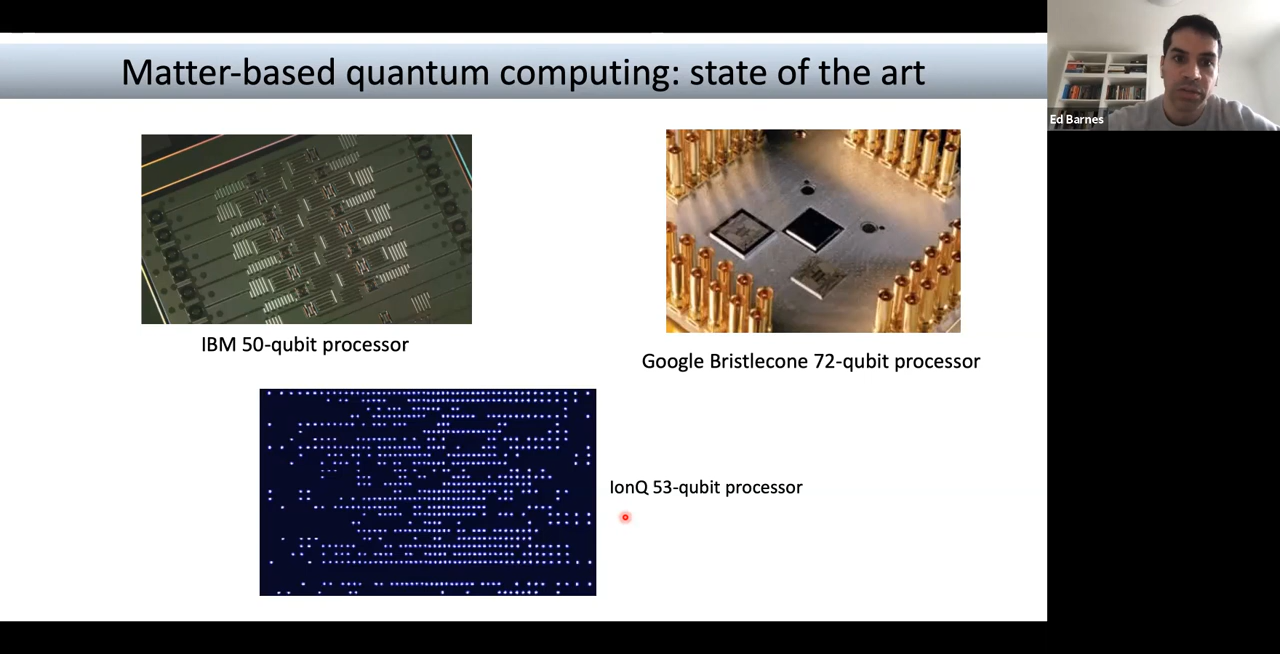 Matter-based quantum computing: state of the art
Ed Barnes
IBM 50-qubit processor
Google Bristlecone 72-qubit processor
IonQ 53-qubit processor